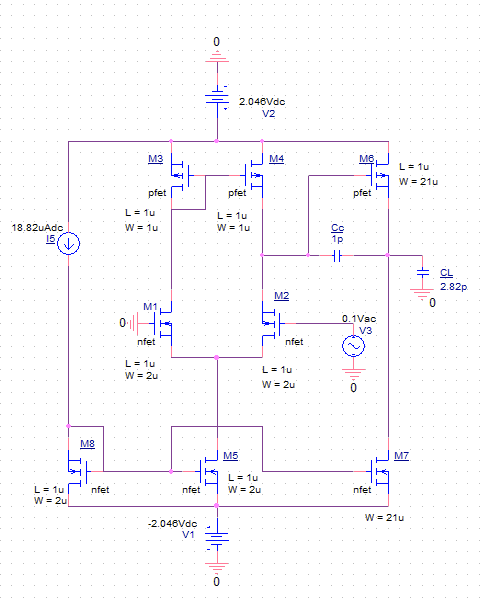 0
2.046Vdc
V2
M3
M4
M6
L = 1u
W = 21u
pfet
pfet
pfet
L = 1u
W = 1u
L = 1u
W = 1u
18.82uAdc
I5
Cc
1p
CL
2.82p
0
M1
M2
0.1Vac
V3
0
nfet
nfet
L = 1u
W = 2u
L = 1u
W = 2u
0
M8
M5
M7
L = 1u
W = 2u
nfet
nfet
L = 1u
W = 2u
nfet
W = 21u
-2.046Vdc
V1
0